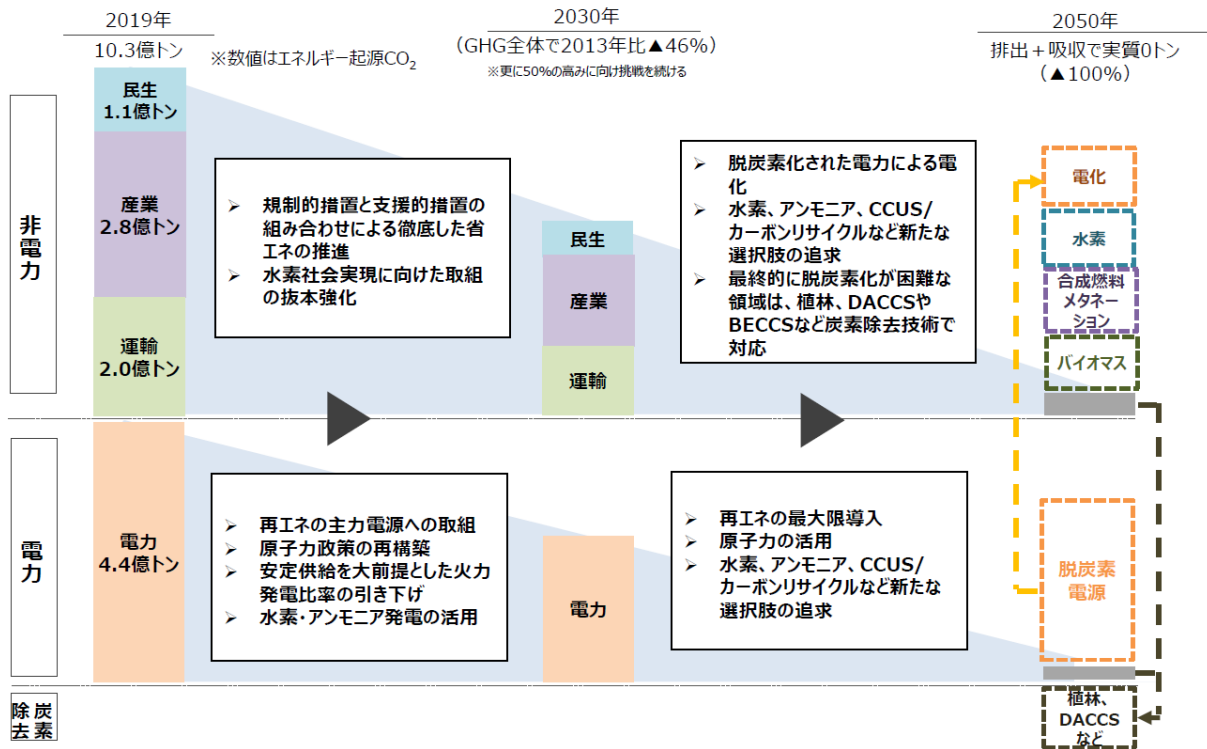 2019年
10.3億トン
※数値はエネルギー起源CO₂
2030年
(GHG全体で2013年比▲46%)
※更に50%の高みに向け挑戦を続ける
2050年
排出＋吸収で実質0トン
(▲100%)
非電力
民生
1.1億トン
産業
2.8億トン
運輸
2.0億トン
➢ 規制的措置と支援的措置の
組み合わせによる徹底した省
エネの推進
➢ 水素社会実現に向けた取組
の抜本強化
民生
産業
運輸
➢ 脱炭素化された電力による電
化
➢ 水素、アンモニア、CCUS/
カーボンリサイクルなど新たな
選択肢の追求
➢ 最終的に脱炭素化が困難な
領域は、植林、DACCSや
BECCSなど炭素除去技術で
対応
電化
水素
合成燃料
メタネー
ション
バイオマス
電力
電力
4.4億トン
➢ 再エネの主力電源への取組
➢ 原子力政策の再構築
➢ 安定供給を大前提とした火力
発電比率の引き下げ
➢ 水素・アンモニア発電の活用
電力
➢ 再エネの最大限導入
➢ 原子力の活用
➢ 水素、アンモニア、CCUS/
カーボンリサイクルなど新たな
選択肢の追求
脱炭素
電源
炭素
除去
植林、
DACCS
など